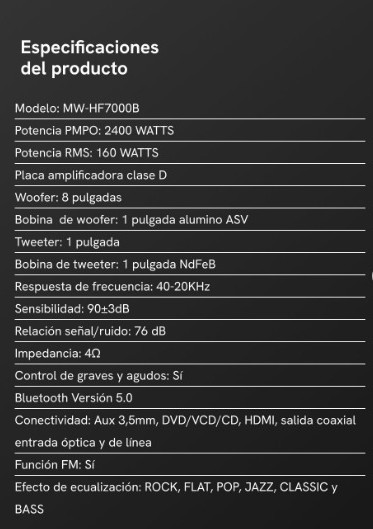 Especificaciones
del producto
Modelo: MW-HF7000B
Potencia PMPO: 2400 WATTS
Potencia RMS: 160 WATTS
Placa amplificadora clase D
Woofer: 8 pulgadas
Bobina de woofer: 1 pulgada alumino ASV
Tweeter: 1 pulgada
Bobina de tweeter: 1 pulgada NdFeB
Respuesta de frecuencia: 40-20KHz
Sensibilidad: 90±3dB
Relación señal/ruido: 76 dB
Impedancia: 4Ω
Control de graves y agudos: Sí
Bluetooth Versión 5.0
Conectividad: Aux 3,5mm, DVD/VCD/CD, HDMI, salida coaxial
entrada óptica y de línea
Función FM: Sí
Efecto de ecualización: ROCK, FLAT, POP, JAZZ, CLASSIC y
BASS